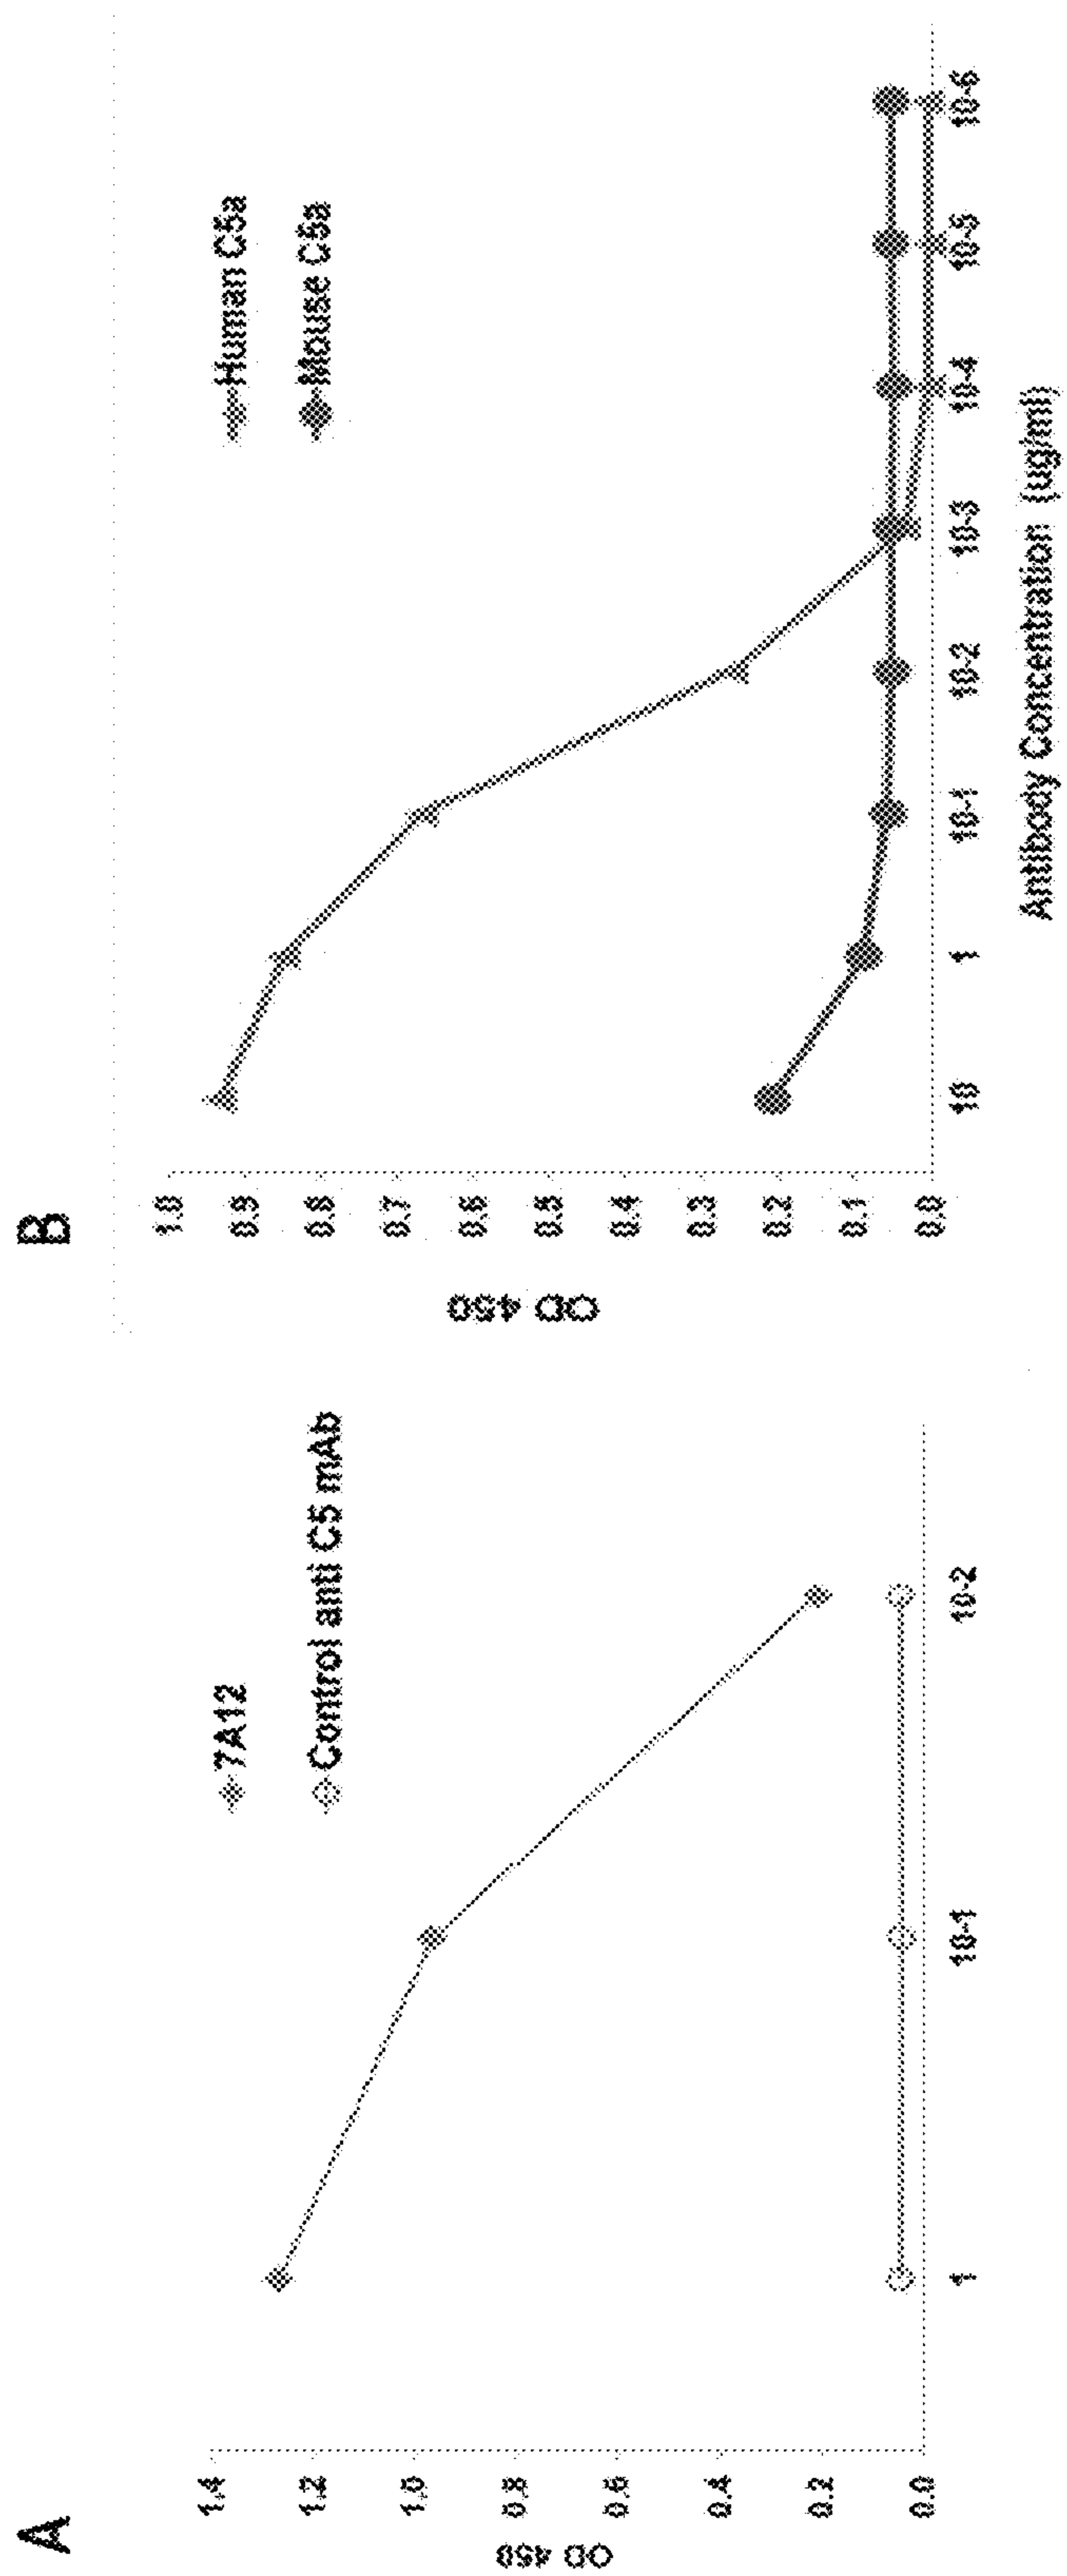 A
OD 450
1.4
1.2
1.0
0.8
0.6
0.4
0.2
0.0
7A12
Control anti C5 mAb
1 10-1 10-2
B
OD 450
1.0
0.9
0.8
0.7
0.6
0.5
0.4
0.3
0.2
0.1
0.0
Human C5a
Mouse C5a
10 1 10-1 10-2 10-3 10-4 10-5 10-6
Antibody Concentration (ug/ml)